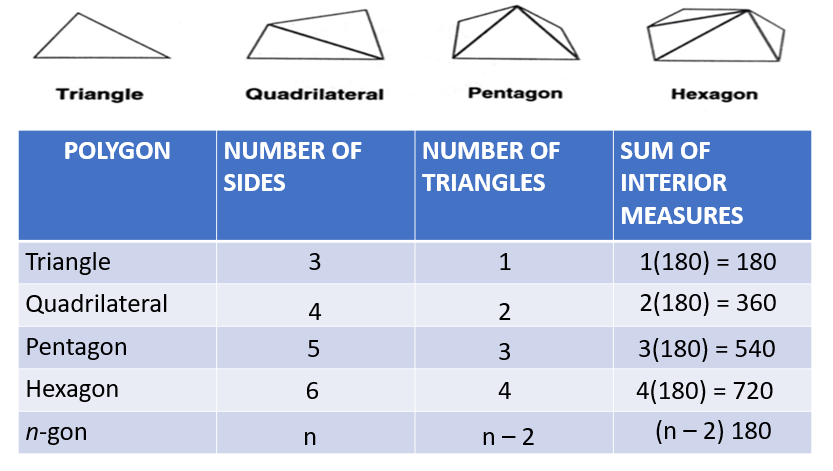 Triangle Quadrilateral Pentagon Hexagon
POLYGON NUMBER OF SIDES NUMBER OF TRIANGLES SUM OF INTERIOR MEASURES
Triangle 3 1 1(180) = 180
Quadrilateral 4 2 2(180) = 360
Pentagon 5 3 3(180) = 540
Hexagon 6 4 4(180) = 720
n-gon n n – 2 (n – 2) 180